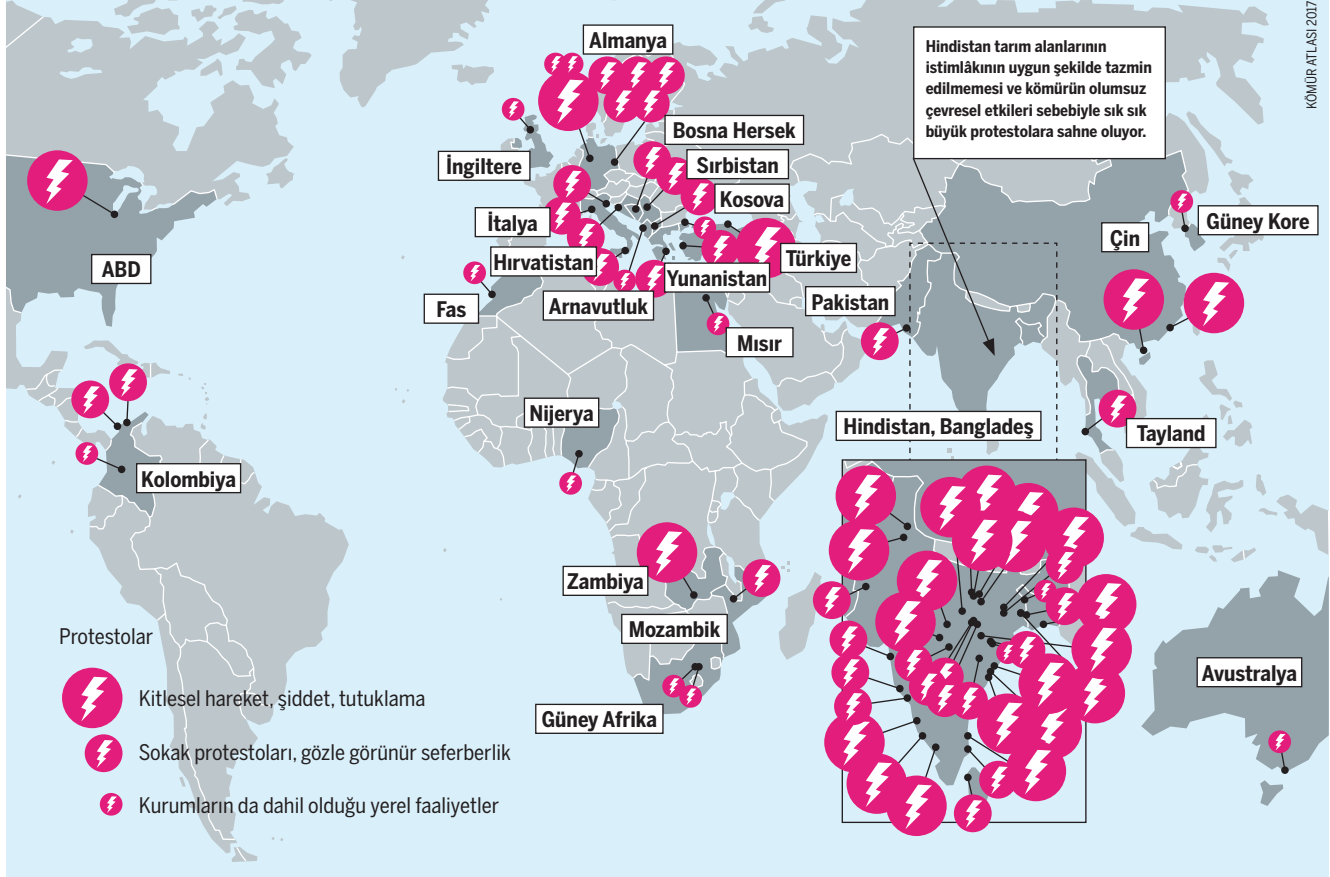 KÖMÜR ATLASI 2017
Almanya
Hindistan tarım alanlarının
istimlâkının uygun şekilde tazmin
edilmemesi ve kömürün olumsuz
çevresel etkileri sebebiyle sık sık
büyük protestolara sahne oluyor.
Bosna Hersek
İngiltere
Sırbistan
Kosova
İtalya
Güney Kore
Çin
ABD
Hırvatistan
Türkiye
Yunanistan
Pakistan
Fas
Arnavutluk
Mısır
Nijerya
Hindistan, Bangladeş
Tayland
Kolombiya
Zambiya
Mozambik
Avustralya
Güney Afrika
Protestolar
Kitlesel hareket, şiddet, tutuklama
Sokak protestoları, gözle görünür seferberlik
Kurumların da dahil olduğu yerel faaliyetler